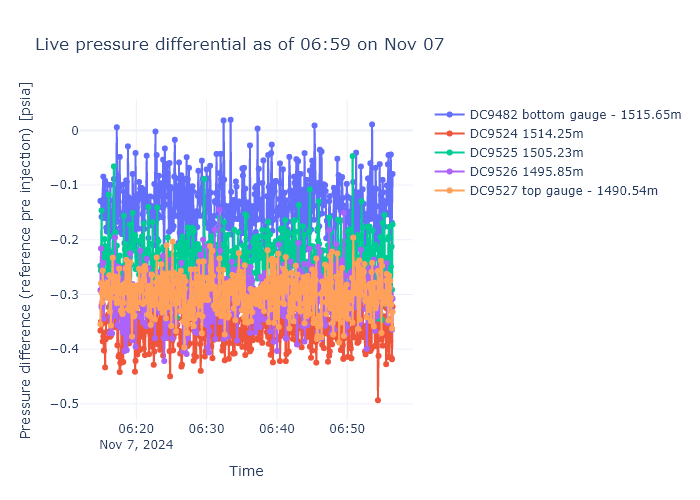 Live pressure differential as of 06:59 on Nov 07
Pressure difference (reference pre injection) [psia]
0
−0.1
−0.2
−0.3
−0.4
−0.5
06:20
06:30
06:40
06:50
Nov 7, 2024
Time
DC9482 bottom gauge - 1515.65m
DC9524 1514.25m
DC9525 1505.23m
DC9526 1495.85m
DC9527 top gauge - 1490.54m